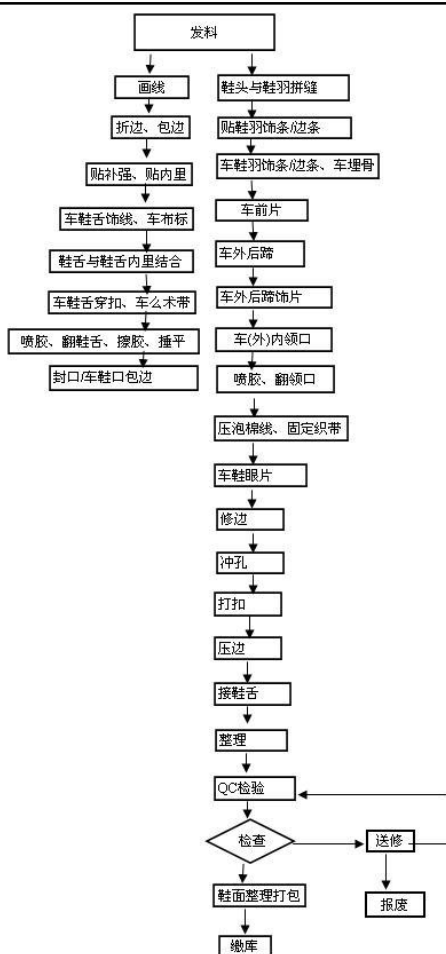 发料
画线
折边、包边
贴补强、贴内里
车鞋舌饰线、车布标
鞋舌与鞋舌内里结合
车鞋舌穿扣、车么术带
喷胶、翻鞋舌、擦胶、捶平
封口/车鞋口包边
鞋头与鞋羽拼缝
贴鞋羽饰条/边条
车鞋羽饰条/边条、车埋骨
车前片
车外后蹄
车外后蹄饰片
车(外)内领口
喷胶、翻领口
压泡棉线、固定织带
车鞋眼片
修边
冲孔
打扣
压边
接鞋舌
整理
QC检验
检查
送修
鞋面整理打包
报废
缴库